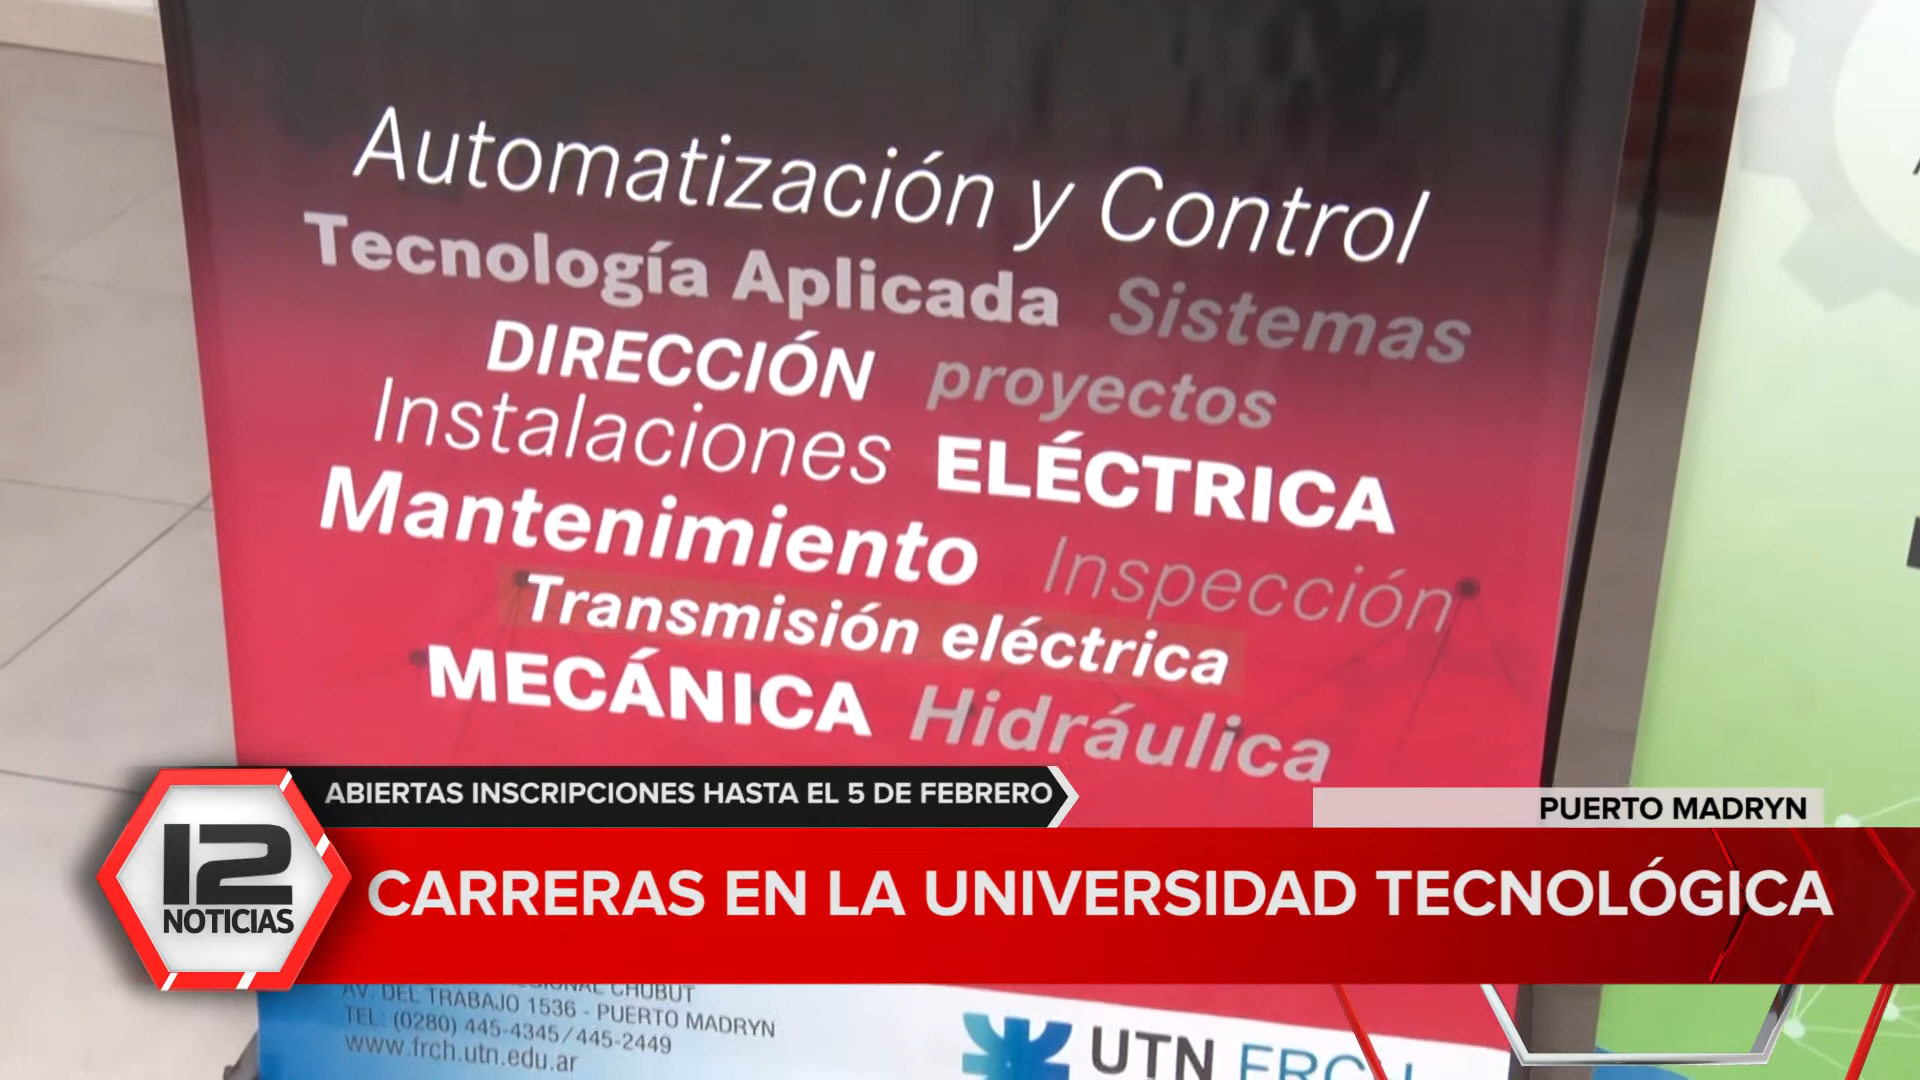 Automatización y Control
Tecnología Aplicada Sistemas
DIRECCIÓN proyectos
Instalaciones ELÉCTRICA
Mantenimiento Inspección
Transmisión eléctrica
MECÁNICA Hidráulica
ABIERTAS INSCRIPCIONES HASTA EL 5 DE FEBRERO
PUERTO MADRYN
12
NOTICIAS
CARRERAS EN LA UNIVERSIDAD TECNOLÓGICA
CHUBUT
AV. DEL TRABAJO 1536 - PUERTO MADRYN
TEL: (0280) 445-4345/445-2449
www.frch.utn.edu.ar
UTN FRCH